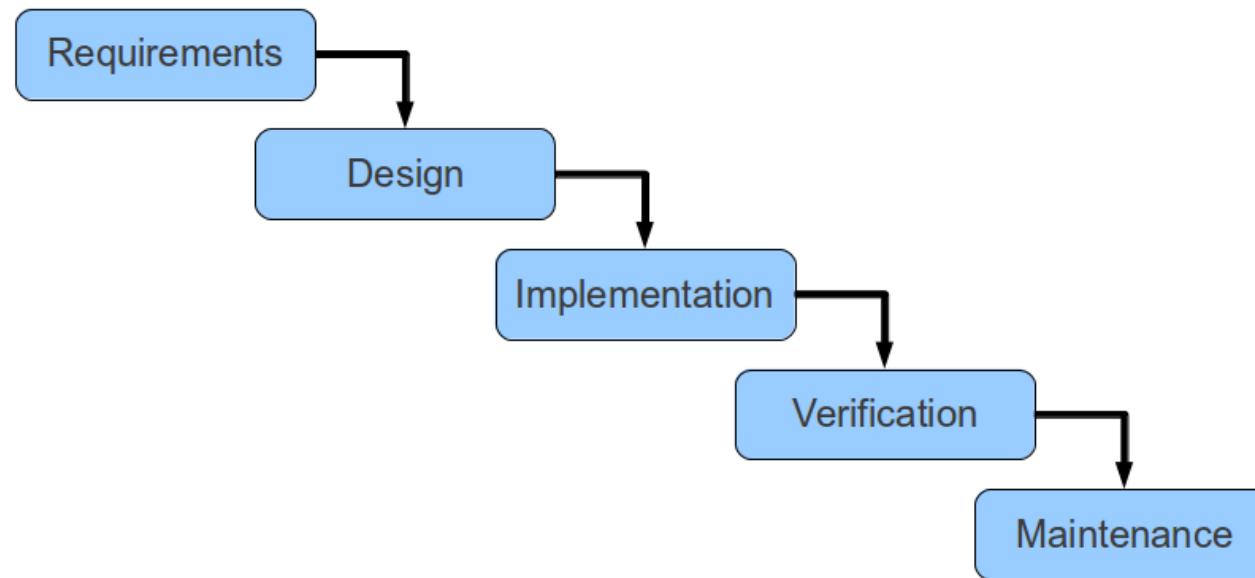 Requirements
Design
Implementation
Verification
Maintenance